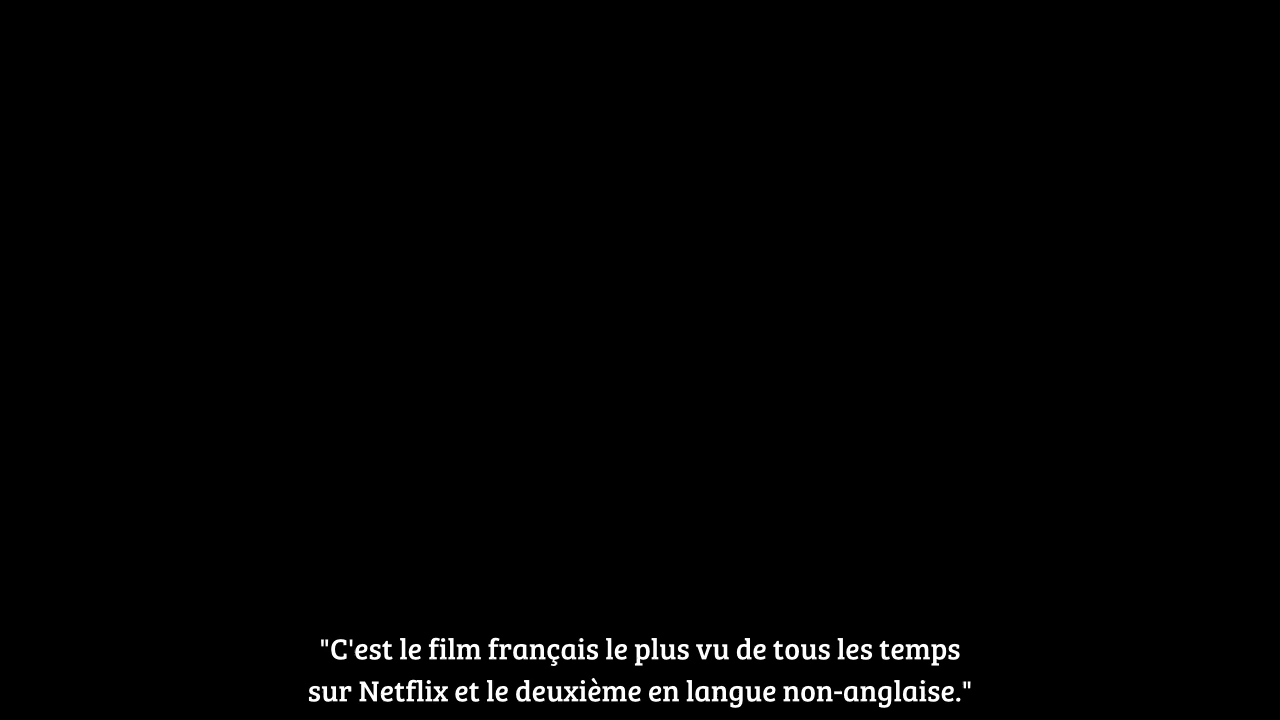 "C'est le film français le plus vu de tous les temps
sur Netflix et le deuxième en langue non-anglaise."